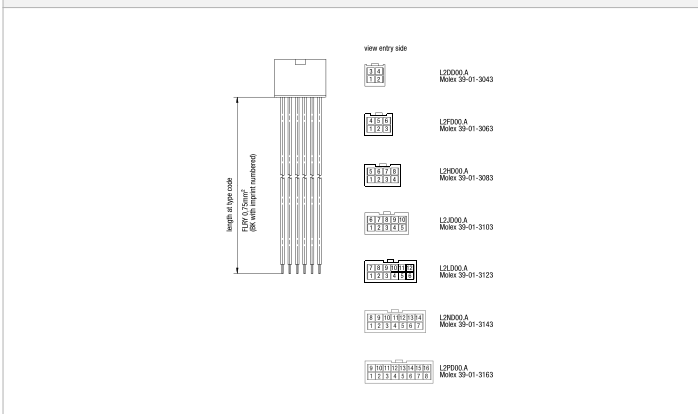 view entry side
3 4
1 2
L2DD00.A
Molex 39-01-3043
4 5 6
1 2 3
L2FD00.A
Molex 39-01-3063
5 6 7 8
1 2 3 4
L2HD00.A
Molex 39-01-3083
6 7 8 9 10
1 2 3 4 5
L2JD00.A
Molex 39-01-3103
7 8 9 10 11 12
1 2 3 4 5 6
L2LD00.A
Molex 39-01-3123
8 9 10 11 12 13 14
1 2 3 4 5 6 7
L2ND00.A
Molex 39-01-3143
9 10 11 12 13 14 15 16
1 2 3 4 5 6 7 8
L2PD00.A
Molex 39-01-3163
length at type code
FLRY 0,75mm²
(BK with imprint numbered)